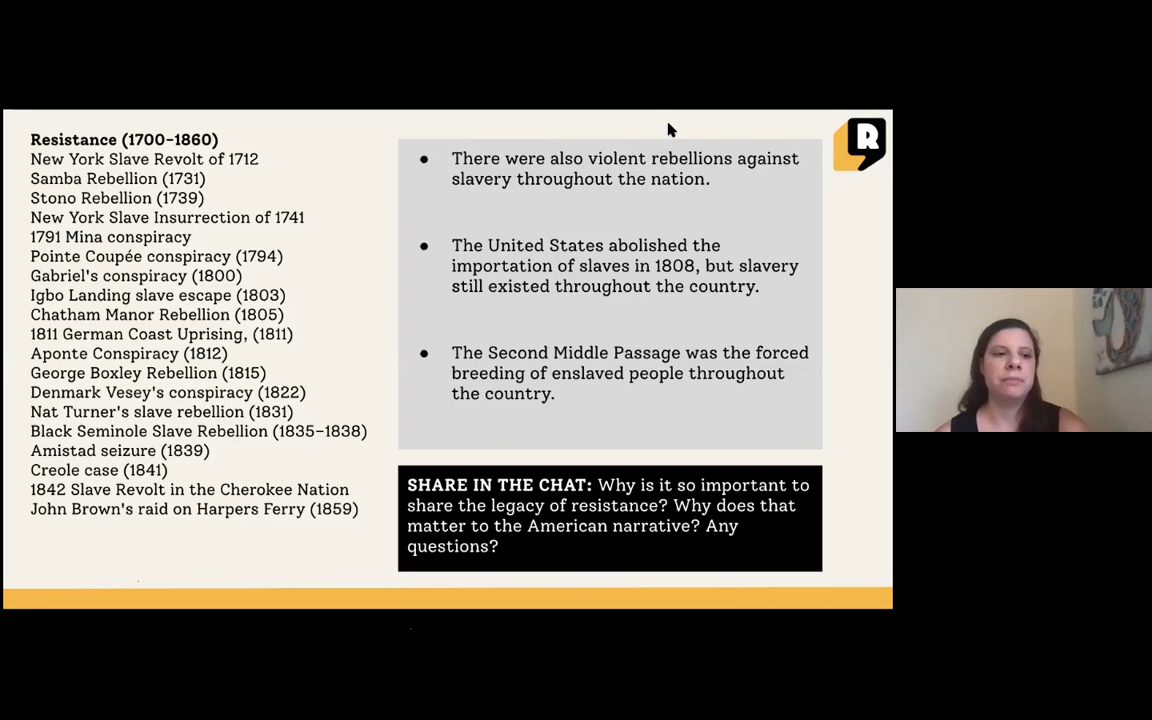 Resistance (1700-1860)
New York Slave Revolt of 1712
Samba Rebellion (1731)
Stono Rebellion (1739)
New York Slave Insurrection of 1741
1791 Mina conspiracy
Pointe Coupée conspiracy (1794)
Gabriel's conspiracy (1800)
Igbo Landing slave escape (1803)
Chatham Manor Rebellion (1805)
1811 German Coast Uprising, (1811)
Aponte Conspiracy (1812)
George Boxley Rebellion (1815)
Denmark Vesey's conspiracy (1822)
Nat Turner's slave rebellion (1831)
Black Seminole Slave Rebellion (1835–1838)
Amistad seizure (1839)
Creole case (1841)
1842 Slave Revolt in the Cherokee Nation
John Brown's raid on Harpers Ferry (1859)
● There were also violent rebellions against
slavery throughout the nation.
● The United States abolished the
importation of slaves in 1808, but slavery
still existed throughout the country.
● The Second Middle Passage was the forced
breeding of enslaved people throughout
the country.
SHARE IN THE CHAT: Why is it so important to
share the legacy of resistance? Why does that
matter to the American narrative? Any
questions?
R